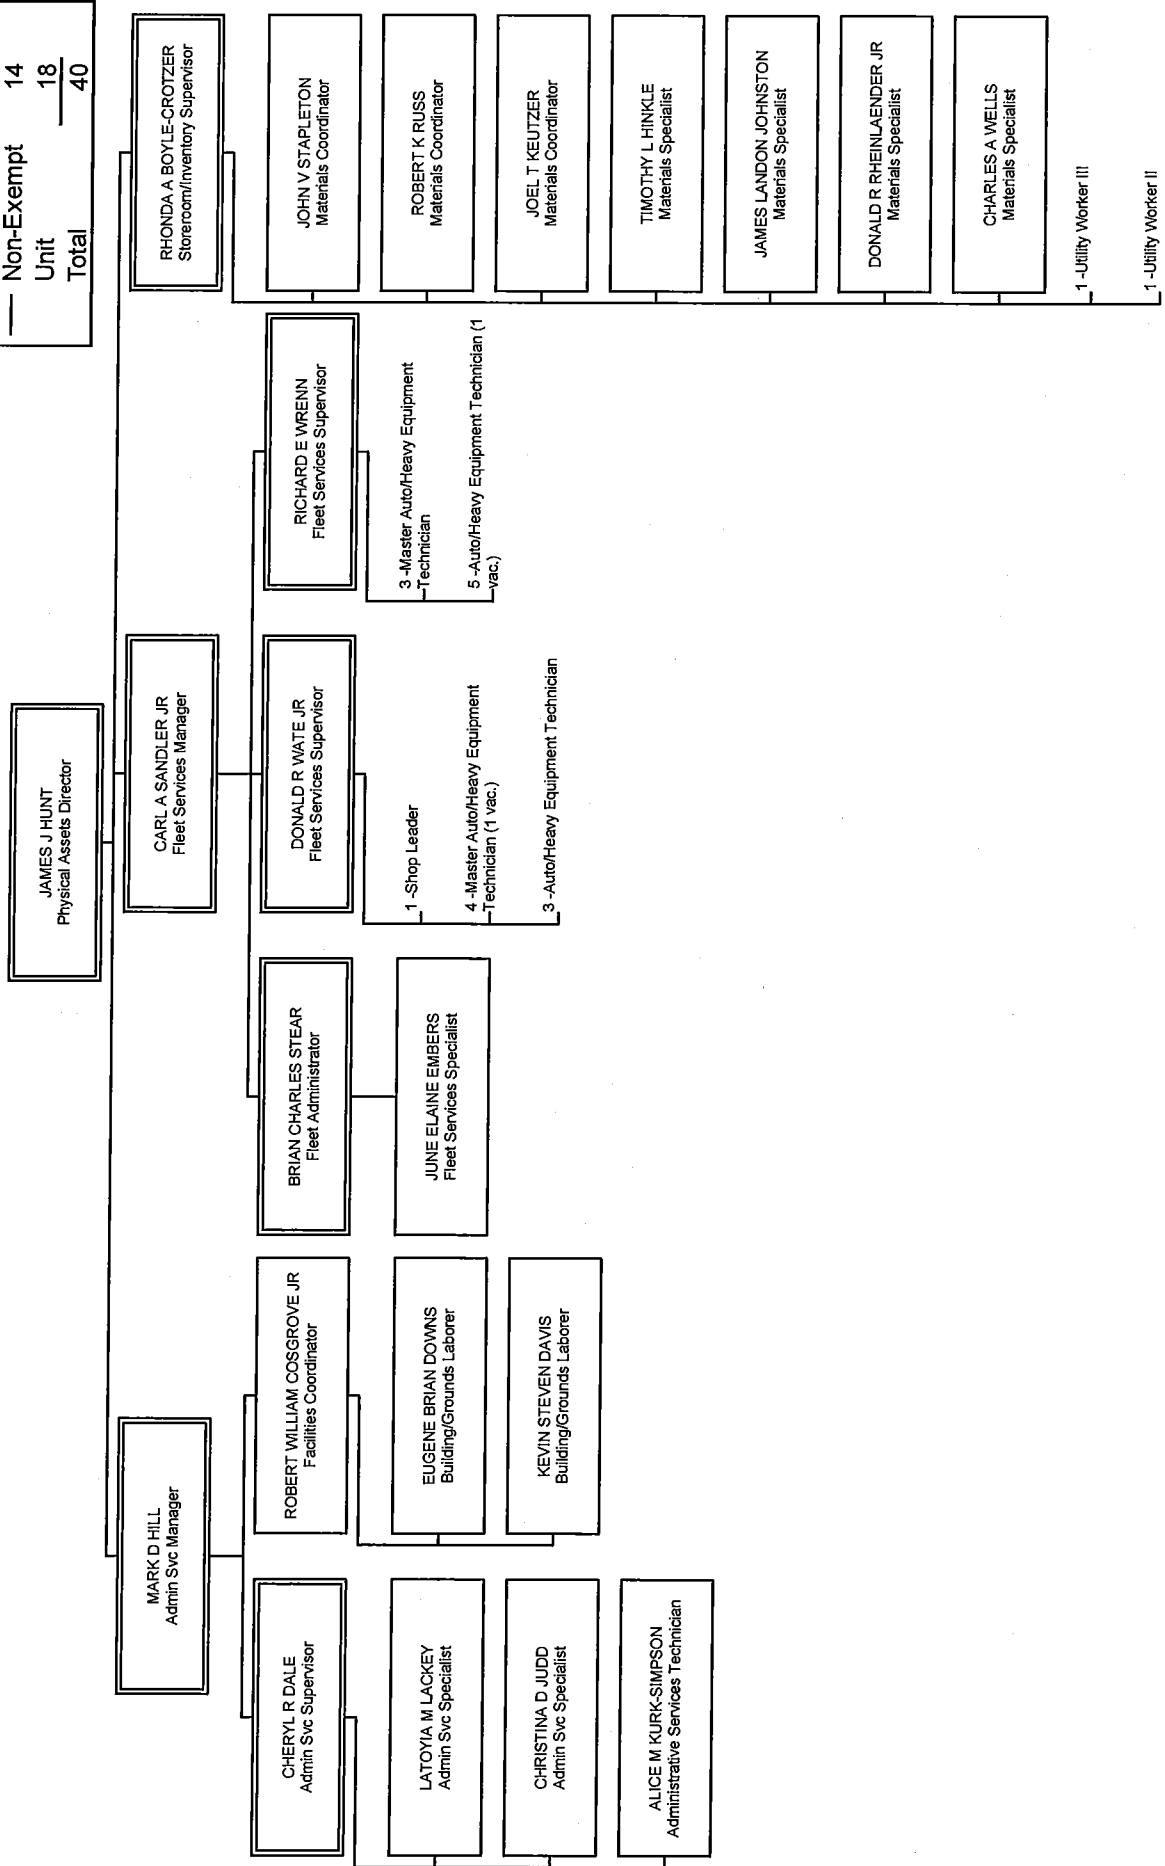 Non-Exempt 14
Unit 18
Total 40
JAMES J HUNT
Physical Assets Director
MARK D HILL
Admin Svc Manager
CARL A SANDLER JR
Fleet Services Manager
RHONDA A BOYLE-CROTZER
Storeroom/Inventory Supervisor
CHERYL R DALE
Admin Svc Supervisor
LATOYIA M LACKEY
Admin Svc Specialist
CHRISTINA D JUDD
Admin Svc Specialist
ALICE M KURK-SIMPSON
Administrative Services Technician
ROBERT WILLIAM COSGROVE JR
Facilities Coordinator
EUGENE BRIAN DOWNS
Building/Grounds Laborer
KEVIN STEVEN DAVIS
Building/Grounds Laborer
BRIAN CHARLES STEAR
Fleet Administrator
JUNE ELAINE EMBERS
Fleet Services Specialist
DONALD R WATE JR
Fleet Services Supervisor
1 -Shop Leader
4 -Master Auto/Heavy Equipment
Technician (1 vac.)
3 -Auto/Heavy Equipment Technician
RICHARD E WRENN
Fleet Services Supervisor
3 -Master Auto/Heavy Equipment
Technician
5 -Auto/Heavy Equipment Technician (1
vac.)
JOHN V STAPLETON
Materials Coordinator
ROBERT K RUSS
Materials Coordinator
JOEL T KEUTZER
Materials Coordinator
TIMOTHY L HINKLE
Materials Specialist
JAMES LANDON JOHNSTON
Materials Specialist
DONALD R RHEINLAENDER JR
Materials Specialist
CHARLES A WELLS
Materials Specialist
1 -Utility Worker III
1 -Utility Worker II